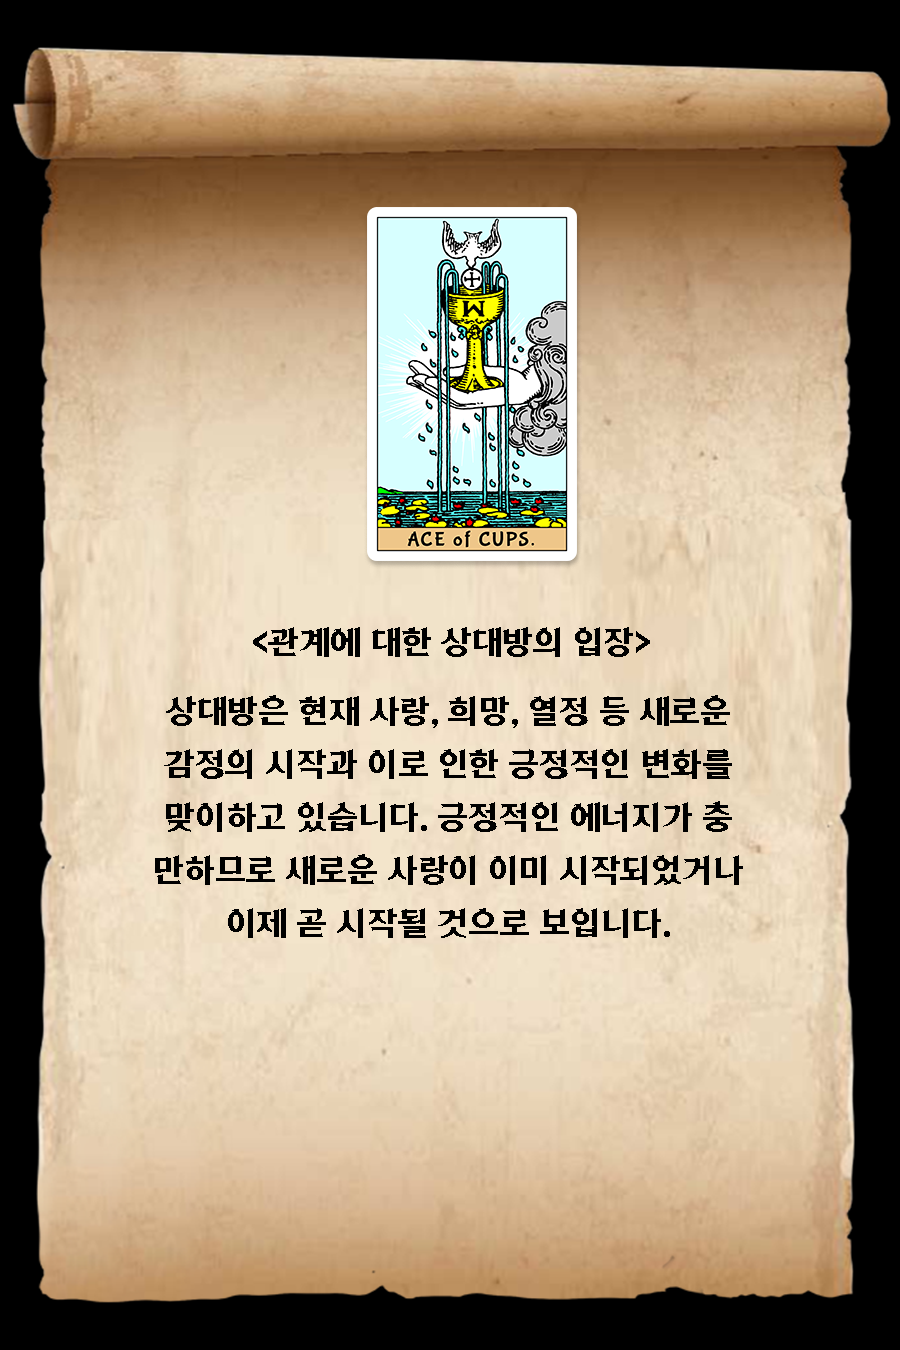 ACE of CUPS.
<관계에 대한 상대방의 입장>
상대방은 현재 사랑, 희망, 열정 등 새로운
감정의 시작과 이로 인한 긍정적인 변화를
맞이하고 있습니다. 긍정적인 에너지가 충
만하므로 새로운 사랑이 이미 시작되었거나
이제 곧 시작될 것으로 보입니다.